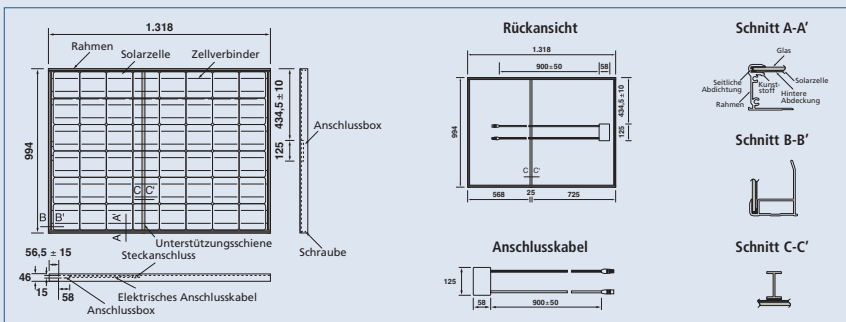 1.318
Rahmen
Solarzelle
Zellverbinder
994
434,5 ± 10
125
Anschlussbox
C C'
B B'
A'
A
Unterstützungsschiene
Steckanschluss
Schraube
56,5 ± 15
46
15
58
Elektrisches Anschlusskabel
Anschlussbox
Rückansicht
1.318
900±50
58
994
434,5 ± 10
125
C C'
568
25
725
Anschlusskabel
125
58
900±50
Schnitt A-A'
Glas
Seitliche
Abdichtung
Kunst-
stoff
Solarzelle
Hintere
Abdeckung
Rahmen
Schnitt B-B'
Schnitt C-C'